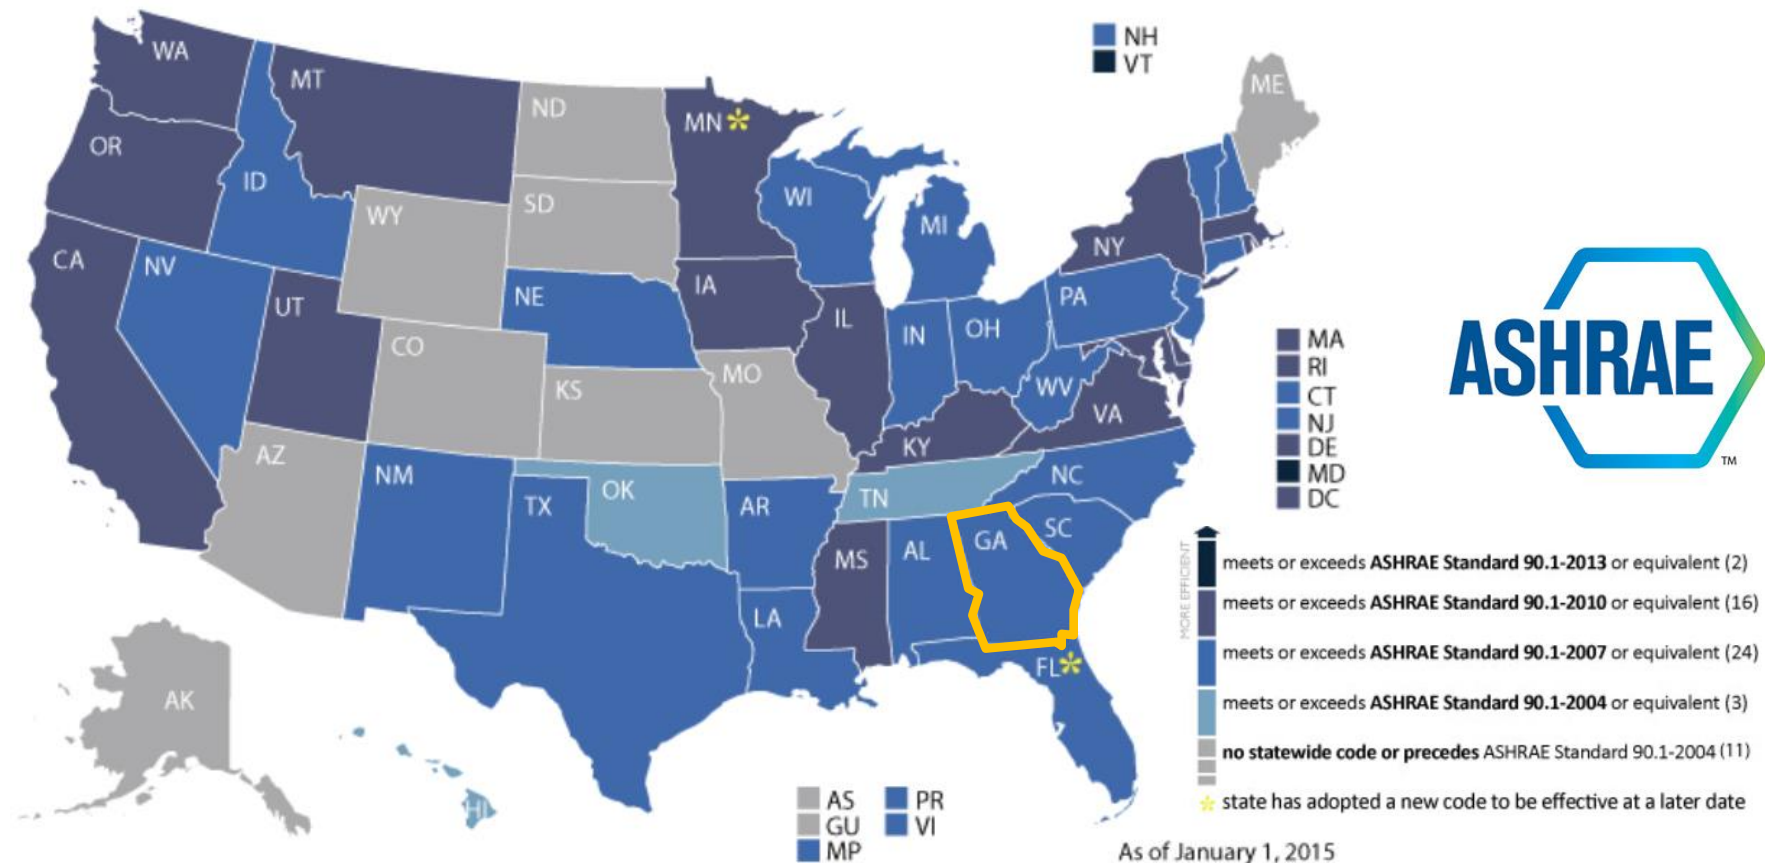 WA
MT
ND
MN *
NH
VT
ME
OR
ID
WY
SD
WI
MI
NY
CA
NV
UT
NE
IA
IL
IN
OH
PA
CO
KS
MO
WV
VA
KY
AZ
NM
OK
TX
AR
TN
NC
SC
MS
AL
GA
LA
FL *
AK
HI
MA
RI
CT
NJ
DE
MD
DC
ASHRAE
TM
MORE EFFICIENT
meets or exceeds ASHRAE Standard 90.1-2013 or equivalent (2)
meets or exceeds ASHRAE Standard 90.1-2010 or equivalent (16)
meets or exceeds ASHRAE Standard 90.1-2007 or equivalent (24)
meets or exceeds ASHRAE Standard 90.1-2004 or equivalent (3)
no statewide code or precedes ASHRAE Standard 90.1-2004 (11)
* state has adopted a new code to be effective at a later date
AS
GU
MP
PR
VI
As of January 1, 2015